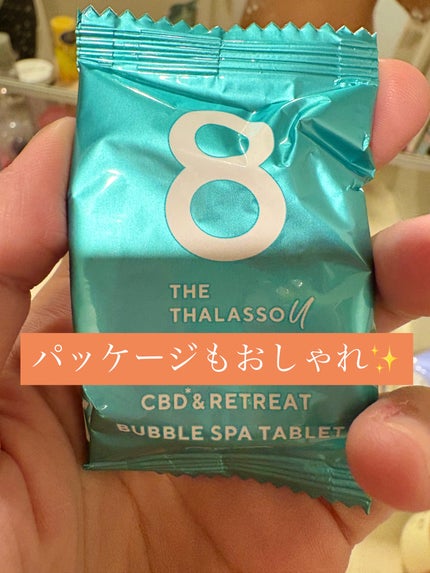 8
THE
THALASSO u
パッケージもおしゃれ✨
CBD*& RETREAT
BUBBLE SPA TABLET